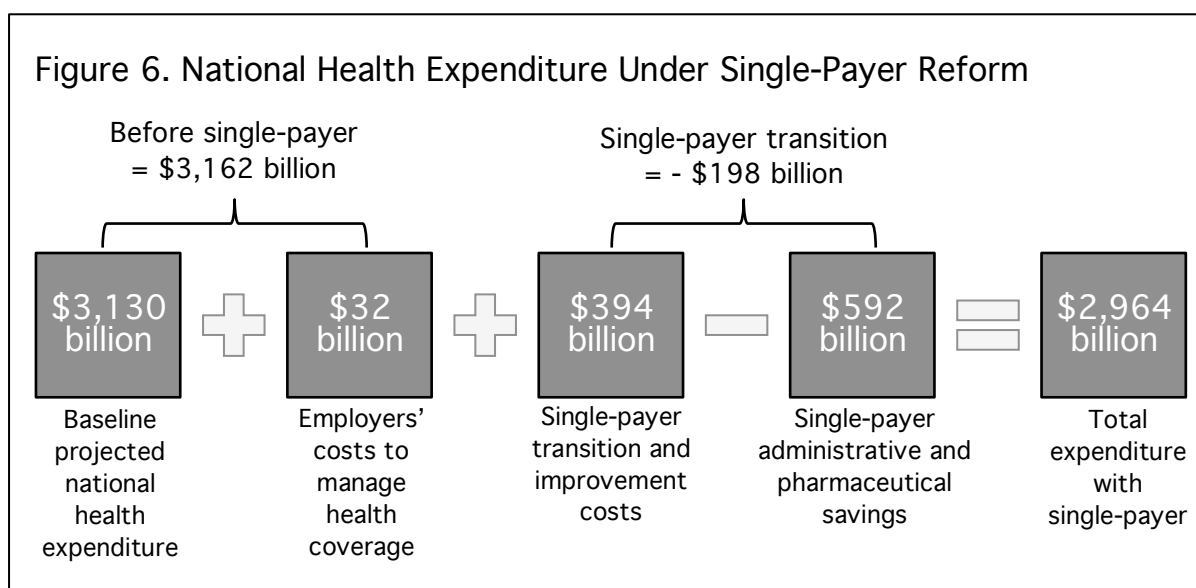 Figure 6. National Health Expenditure Under Single-Payer Reform
Before single-payer
= $3,162 billion
Single-payer transition
= - $198 billion
$3,130
billion
$32
billion
$394
billion
$592
billion
$2,964
billion
Baseline
projected
national
health
expenditure
Employers’
costs to
manage
health
coverage
Single-payer
transition and
improvement
costs
Single-payer
administrative and
pharmaceutical
savings
Total
expenditure
with
single-payer